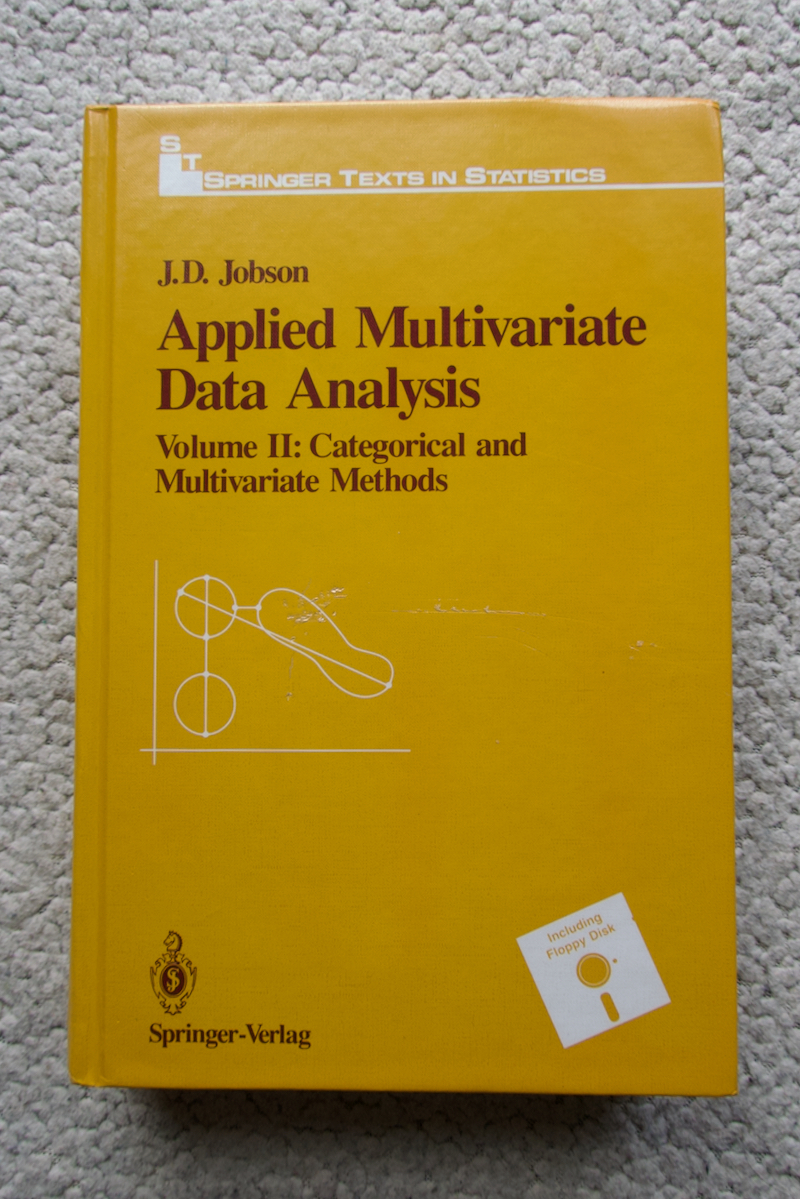 S
T
SPRINGER TEXTS IN STATISTICS
J.D. Jobson
Applied Multivariate
Data Analysis
Volume II: Categorical and
Multivariate Methods
Including
Floppy Disk
S
Springer-Verlag